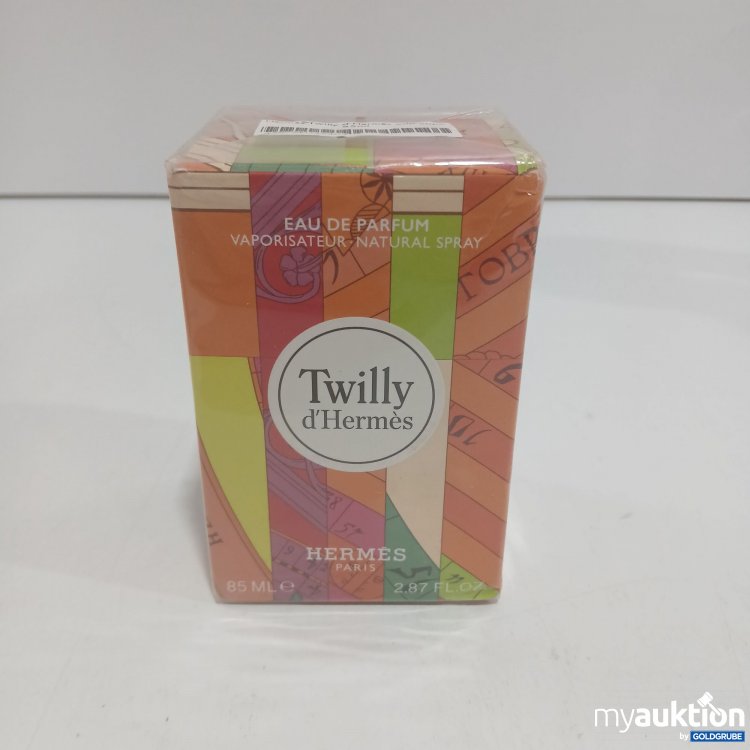 EAU DE PARFUM
VAPORISATEUR · NATURAL SPRAY
Twilly
d'Hermès
HERMÈS
PARIS
85 ML e
2.87 FL.OZ
myauktion
by GOLDGRUBE